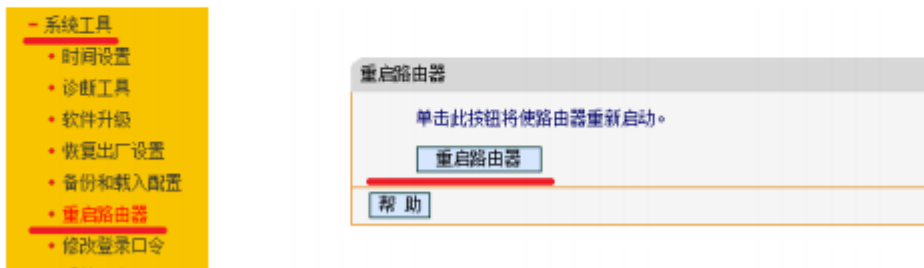 - 系统工具
• 时间设置
• 诊断工具
• 软件升级
• 恢复出厂设置
• 备份和载入配置
• 重启路由器
• 修改登录口令
重启路由器
单击此按钮将使路由器重新启动。
重启路由器
帮 助